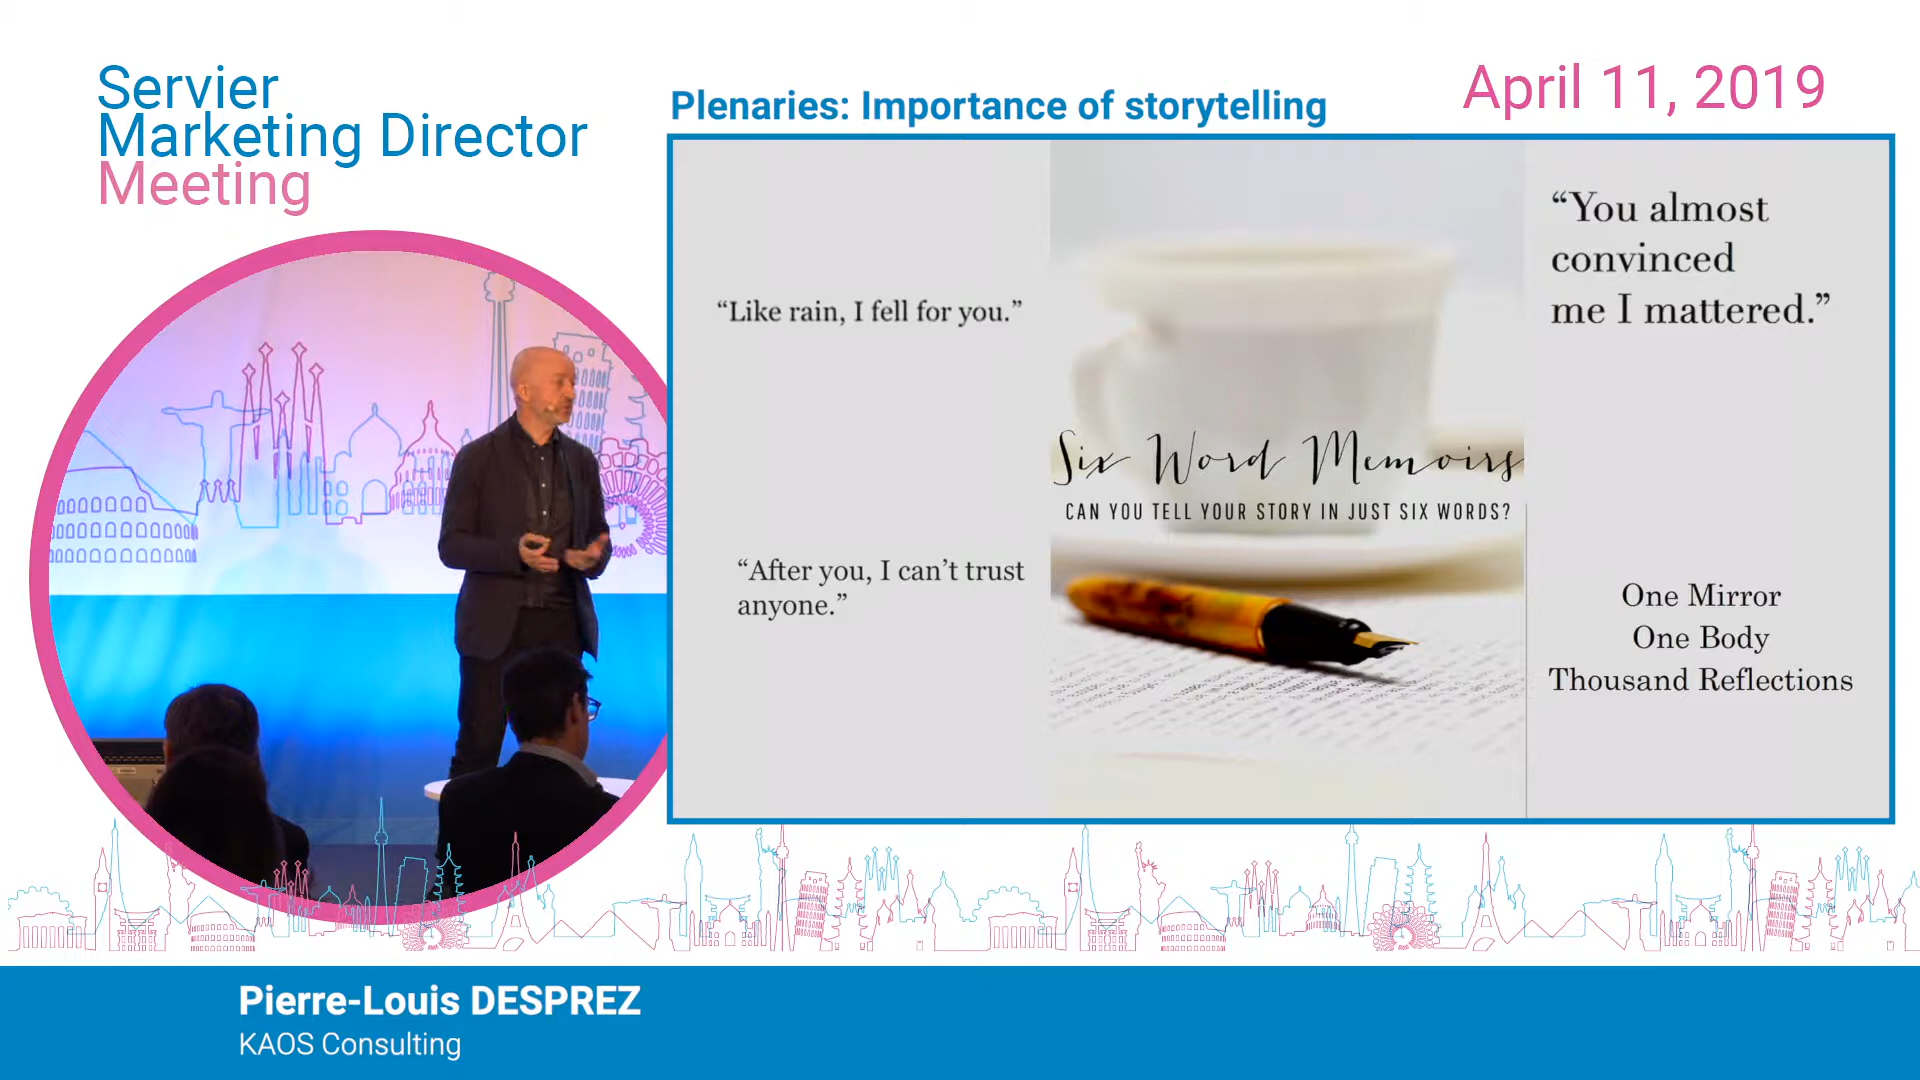 Servier
Marketing Director
Meeting
Plenaries: Importance of storytelling
April 11, 2019
“Like rain, I fell for you.”
“After you, I can’t trust
anyone.”
Six Word Memoirs
CAN YOU TELL YOUR STORY IN JUST SIX WORDS?
“You almost
convinced
me I mattered.”
One Mirror
One Body
Thousand Reflections
Pierre-Louis DESPREZ
KAOS Consulting